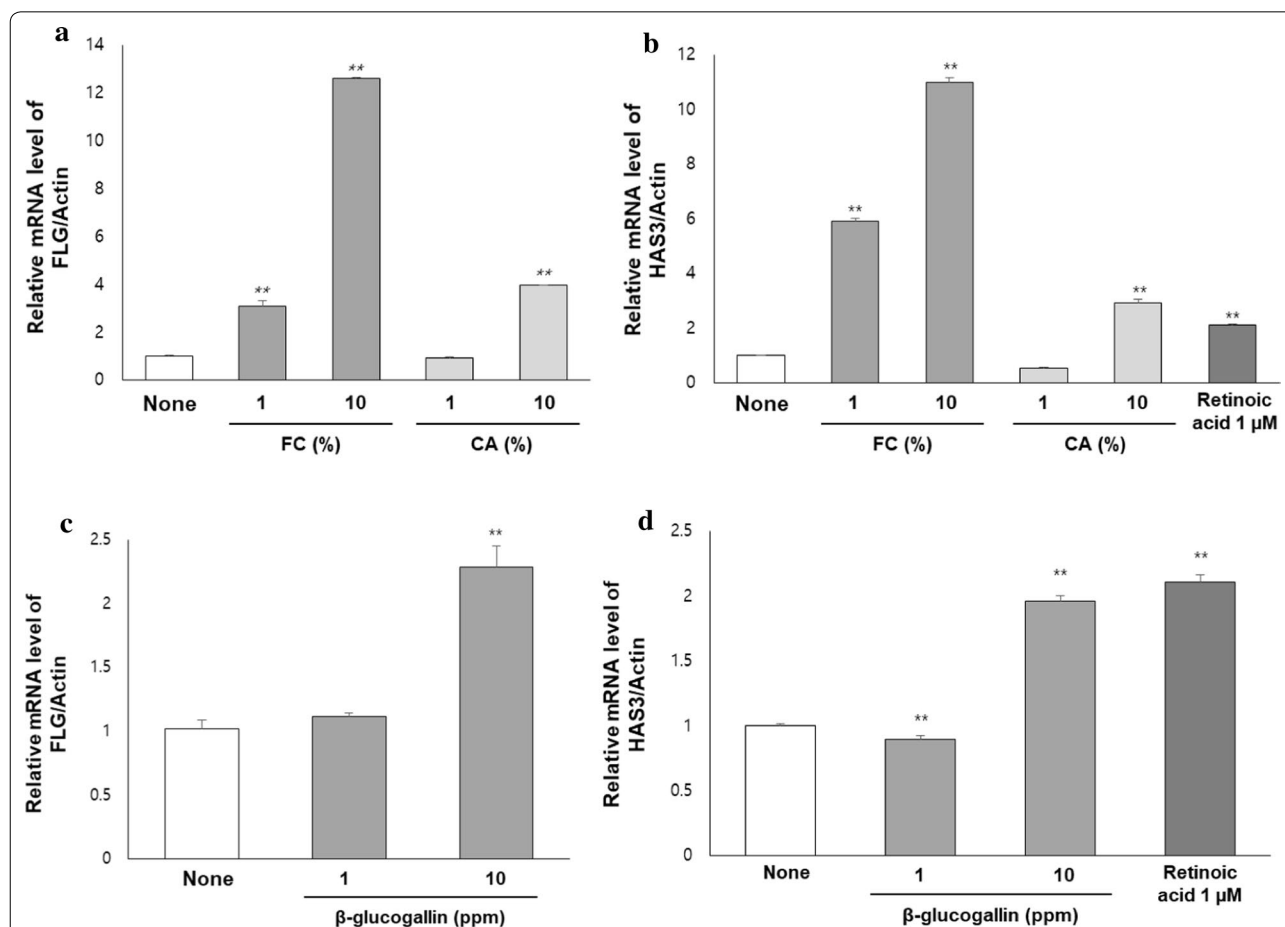 a
Relative mRNA level of
FLG/Actin
14
12
10
8
6
4
2
0
**
**
**
None
1
10
1
10
FC (%)
CA (%)
b
Relative mRNA level of
HAS3/Actin
12
10
8
6
4
2
0
**
**
**
**
None
1
10
1
10
Retinoic
acid 1 μM
FC (%)
CA (%)
c
Relative mRNA level of
FLG/Actin
2.5
2
1.5
1
0.5
0
**
None
1
10
β-glucogallin (ppm)
d
Relative mRNA level of
HAS3/Actin
2.5
2
1.5
1
0.5
0
**
**
**
None
1
10
Retinoic
acid 1 μM
β-glucogallin (ppm)